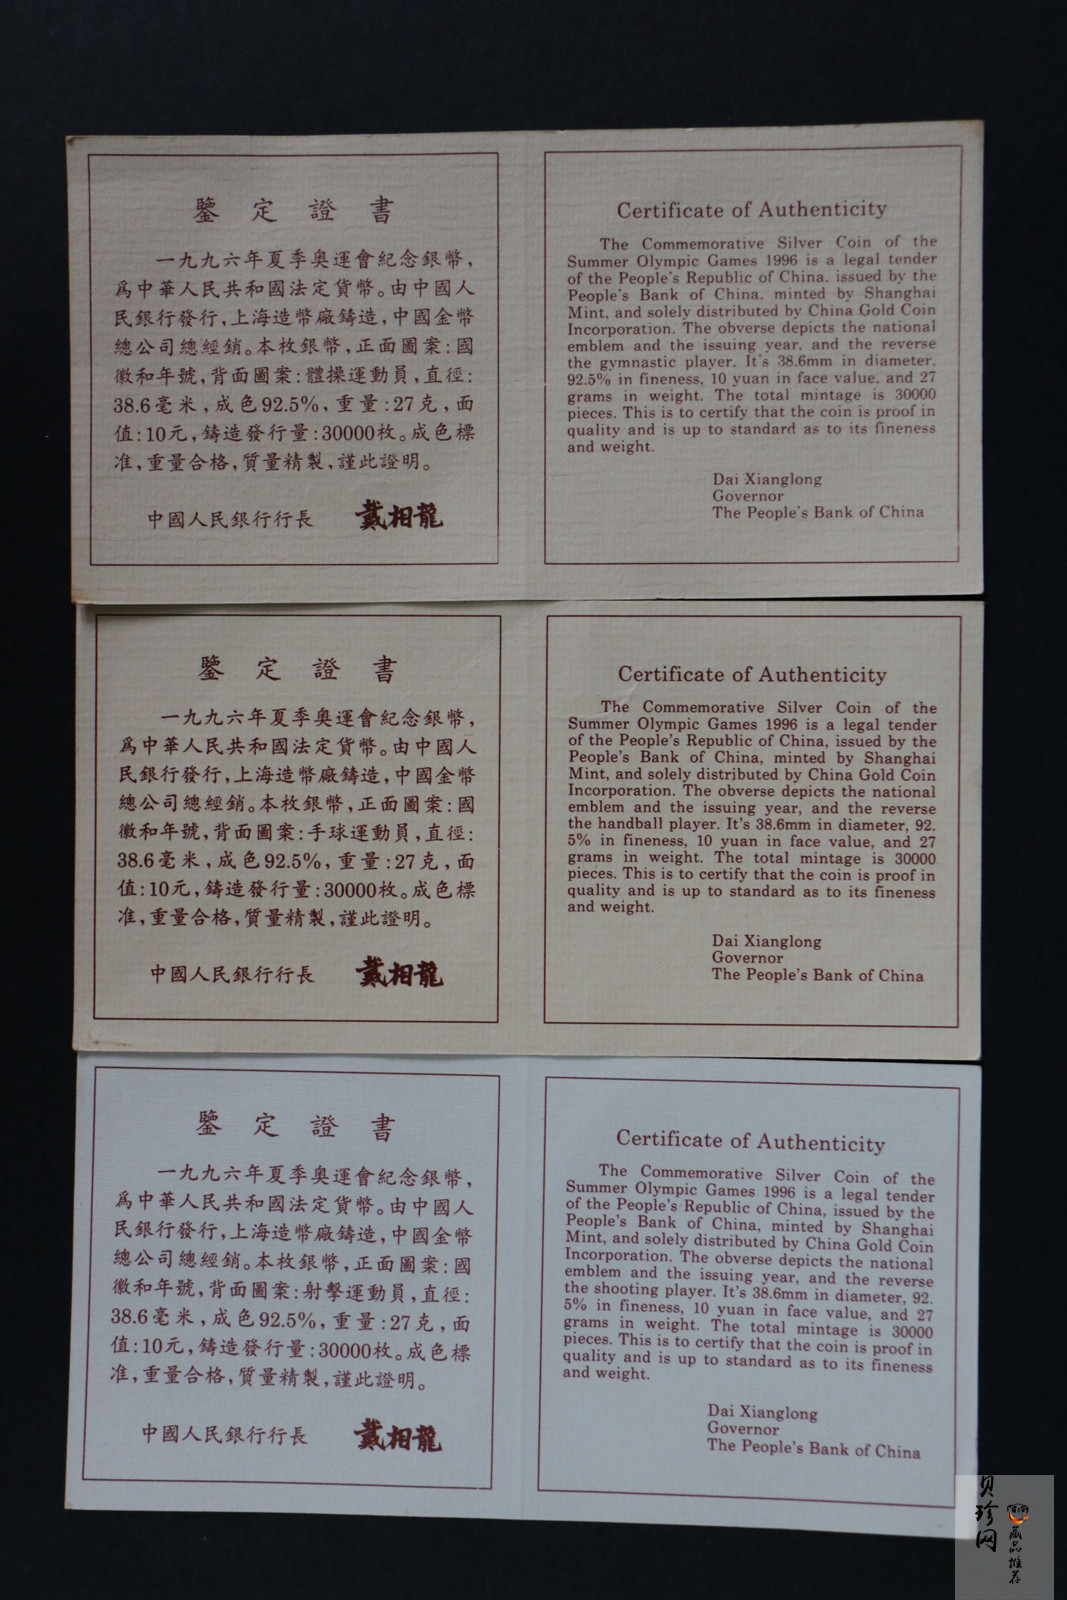 鑒定證書
一九九六年夏季奧運會紀念銀幣,
爲中華人民共和國法定貨幣。由中國人
民銀行發行,上海造幣廠鑄造,中國金幣
總公司總經銷。本枚銀幣,正面圖案:國
徽和年號,背面圖案:體操運動員,直徑:
38.6毫米,成色92.5%,重量:27克,面
值:10元,鑄造發行量:30000枚。成色標
准,重量合格,質量精製,謹此證明。
中國人民銀行行長 戴相龍
Certificate of Authenticity
The Commemorative Silver Coin of the
Summer Olympic Games 1996 is a legal tender
of the People's Republic of China, issued by the
People's Bank of China, minted by Shanghai
Mint, and solely distributed by China Gold Coin
Incorporation. The obverse depicts the national
emblem and the issuing year, and the reverse
the gymnastic player. It's 38.6mm in diameter,
92.5% in fineness, 10 yuan in face value, and 27
grams in weight. The total mintage is 30000
pieces. This is to certify that the coin is proof in
quality and is up to standard as to its fineness
and weight.
Dai Xianglong
Governor
The People's Bank of China
鑒定證書
一九九六年夏季奧運會紀念銀幣,
爲中華人民共和國法定貨幣。由中國人
民銀行發行,上海造幣廠鑄造,中國金幣
總公司總經銷。本枚銀幣,正面圖案:國
徽和年號,背面圖案:手球運動員,直徑:
38.6毫米,成色92.5%,重量:27克,面
值:10元,鑄造發行量:30000枚。成色標
准,重量合格,質量精製,謹此證明。
中國人民銀行行長 戴相龍
Certificate of Authenticity
The Commemorative Silver Coin of the
Summer Olympic Games 1996 is a legal tender
of the People's Republic of China, issued by the
People's Bank of China, minted by Shanghai
Mint, and solely distributed by China Gold Coin
Incorporation. The obverse depicts the national
emblem and the issuing year, and the reverse
the handball player. It's 38.6mm in diameter, 92.
5% in fineness, 10 yuan in face value, and 27
grams in weight. The total mintage is 30000
pieces. This is to certify that the coin is proof in
quality and is up to standard as to its fineness
and weight.
Dai Xianglong
Governor
The People's Bank of China
鑒定證書
一九九六年夏季奧運會紀念銀幣,
爲中華人民共和國法定貨幣。由中國人
民銀行發行,上海造幣廠鑄造,中國金幣
總公司總經銷。本枚銀幣,正面圖案:國
徽和年號,背面圖案:射擊運動員,直徑:
38.6毫米,成色92.5%,重量:27克,面
值:10元,鑄造發行量:30000枚。成色標
准,重量合格,質量精製,謹此證明。
中國人民銀行行長 戴相龍
Certificate of Authenticity
The Commemorative Silver Coin of the
Summer Olympic Games 1996 is a legal tender
of the People's Republic of China, issued by the
People's Bank of China, minted by Shanghai
Mint, and solely distributed by China Gold Coin
Incorporation. The obverse depicts the national
emblem and the issuing year, and the reverse
the shooting player. It's 38.6mm in diameter, 92.
5% in fineness, 10 yuan in face value, and 27
grams in weight. The total mintage is 30000
pieces. This is to certify that the coin is proof in
quality and is up to standard as to its fineness
and weight.
Dai Xianglong
Governor
The People's Bank of China
贝珍网
藏品推荐